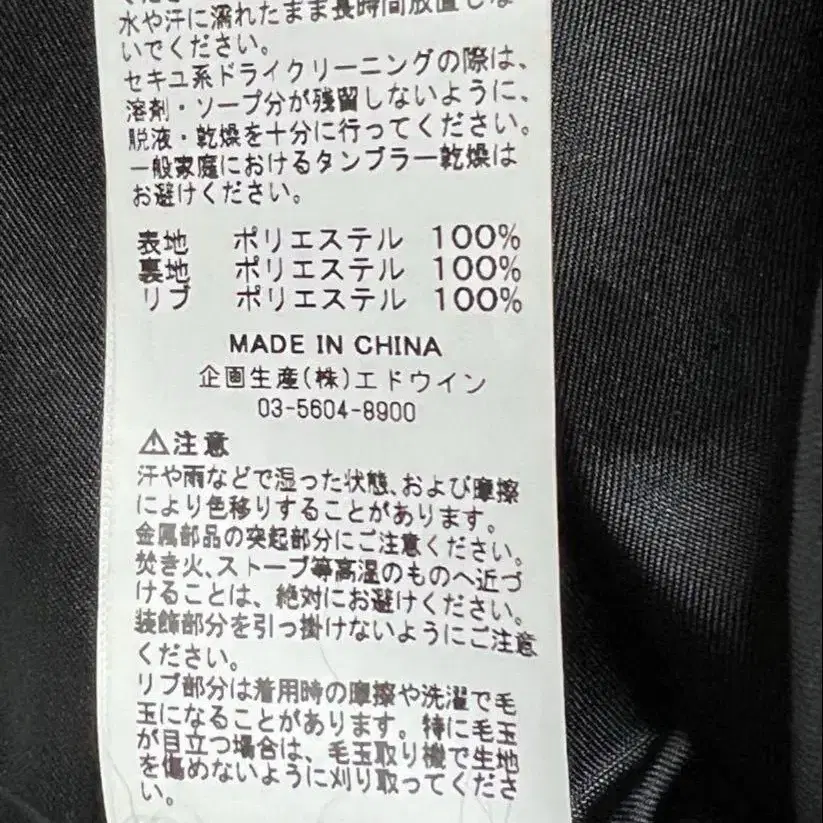 水や汗に濡れたまま長時間放置しな
いでください。
セキユ系ドライクリーニングの際は、
溶剤・ソープ分が残留しないように、
脱液・乾燥を十分に行ってください。
一般家庭におけるタンブラー乾燥は
お避けください。
表地 ポリエステル 100%
裏地 ポリエステル 100%
リブ ポリエステル 100%
MADE IN CHINA
企画生産(株)エドウイン
03-5604-8900
⚠注意
汗や雨などで湿った状態、および摩擦
により色移りすることがあります。
金属部品の突起部分にご注意ください。
焚き火、ストーブ等高温のものへ近づ
けることは、絶対にお避けください。
装飾部分を引っ掛けないようにご注意
ください。
リブ部分は着用時の摩擦や洗濯で毛
玉になることがあります。特に毛玉
が目立つ場合は、毛玉取り機で生地
を傷めないように刈り取ってくださ
い。